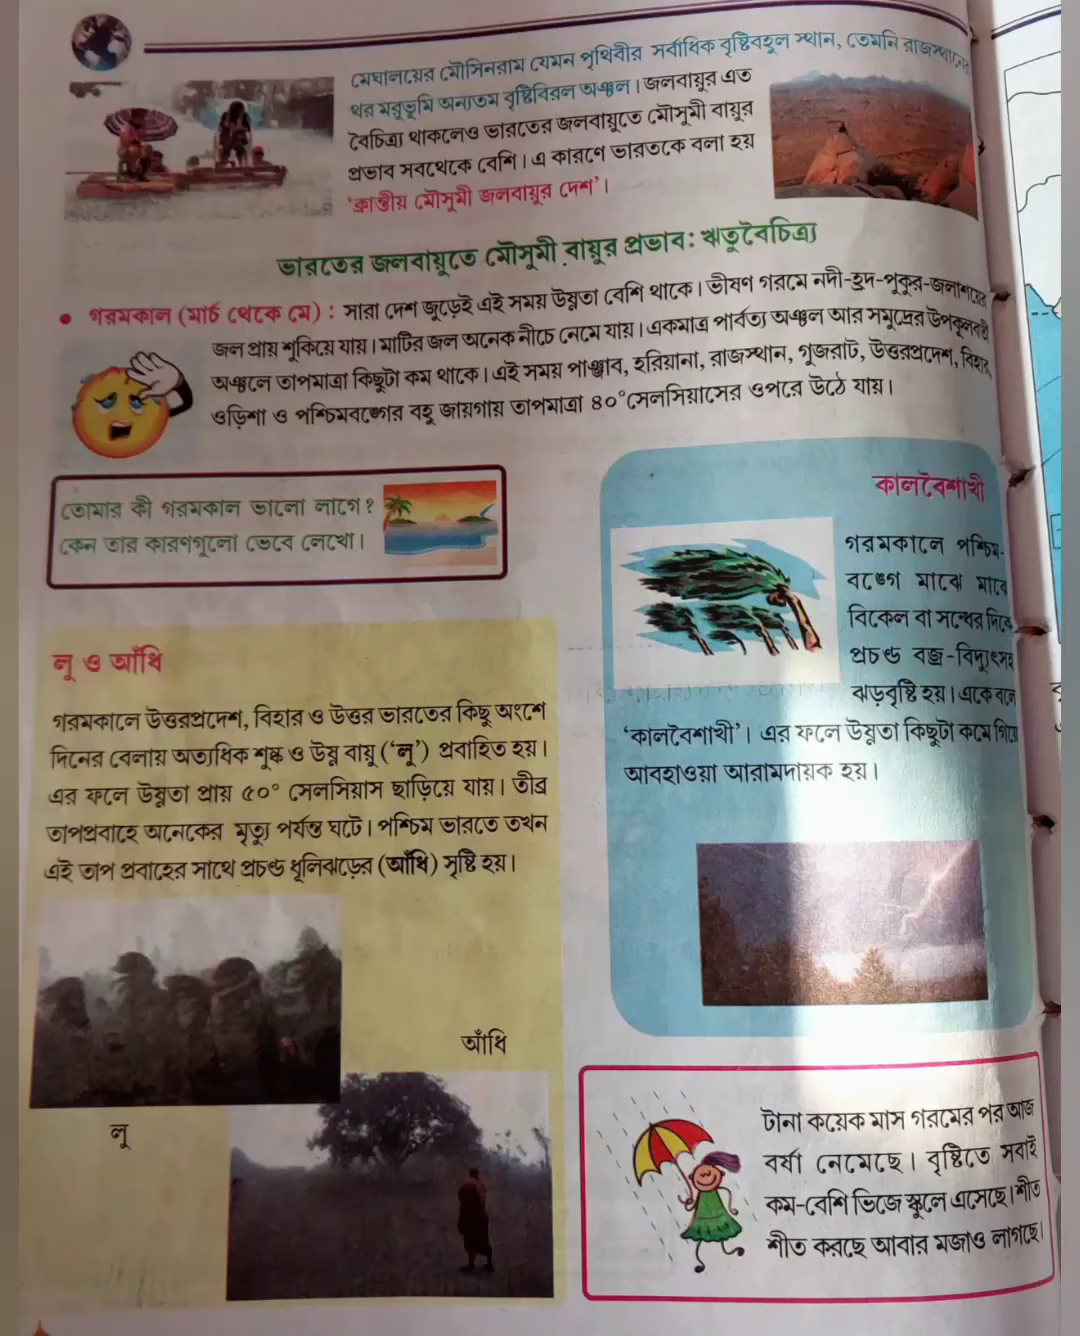 মেঘালয়ের মৌসিনরাম যেমন পৃথিবীর সর্বাধিক বৃষ্টিবহুল স্থান, তেমনি রাজস্থানের
থর মরুভূমি অন্যতম বৃষ্টিবিরল অঞ্চল। জলবায়ুর এত
বৈচিত্র্য থাকলেও ভারতের জলবায়ুতে মৌসুমী বায়ুর
প্রভাব সবথেকে বেশি। এ কারণে ভারতকে বলা হয়
‘ক্রান্তীয় মৌসুমী জলবায়ুর দেশ’।
ভারতের জলবায়ুতে মৌসুমী বায়ুর প্রভাব: ঋতুবৈচিত্র্য
• গরমকাল (মার্চ থেকে মে) : সারা দেশ জুড়েই এই সময় উষ্ণতা বেশি থাকে। ভীষণ গরমে নদী-হ্রদ-পুকুর-জলাশয়ের
জল প্রায় শুকিয়ে যায়। মাটির জল অনেক নীচে নেমে যায়। একমাত্র পার্বত্য অঞ্চল আর সমুদ্রের উপকূলবর্তী
অঞ্চলে তাপমাত্রা কিছুটা কম থাকে। এই সময় পাঞ্জাব, হরিয়ানা, রাজস্থান, গুজরাট, উত্তরপ্রদেশ, বিহার,
ওড়িশা ও পশ্চিমবঙ্গের বহু জায়গায় তাপমাত্রা ৪০°সেলসিয়াসের ওপরে উঠে যায়।
তোমার কী গরমকাল ভালো লাগে?
কেন তার কারণগুলো ভেবে লেখো।
কালবৈশাখী
গরমকালে পশ্চিম-
বঙ্গে মাঝে মাঝে
বিকেল বা সন্ধের দিকে
প্রচণ্ড বজ্র-বিদ্যুৎসহ
ঝড়বৃষ্টি হয়। একে বলে
‘কালবৈশাখী’। এর ফলে উষ্ণতা কিছুটা কমে গিয়ে
আবহাওয়া আরামদায়ক হয়।
লু ও আঁধি
গরমকালে উত্তরপ্রদেশ, বিহার ও উত্তর ভারতের কিছু অংশে
দিনের বেলায় অত্যধিক শুষ্ক ও উষ্ণ বায়ু (‘লু’) প্রবাহিত হয়।
এর ফলে উষ্ণতা প্রায় ৫০° সেলসিয়াস ছাড়িয়ে যায়। তীব্র
তাপপ্রবাহে অনেকের মৃত্যু পর্যন্ত ঘটে। পশ্চিম ভারতে তখন
এই তাপ প্রবাহের সাথে প্রচণ্ড ধূলিঝড়ের (আঁধি) সৃষ্টি হয়।
আঁধি
লু
টানা কয়েক মাস গরমের পর আজ
বর্ষা নেমেছে। বৃষ্টিতে সবাই
কম-বেশি ভিজে স্কুলে এসেছে। শীত
শীত করছে আবার মজাও লাগছে।